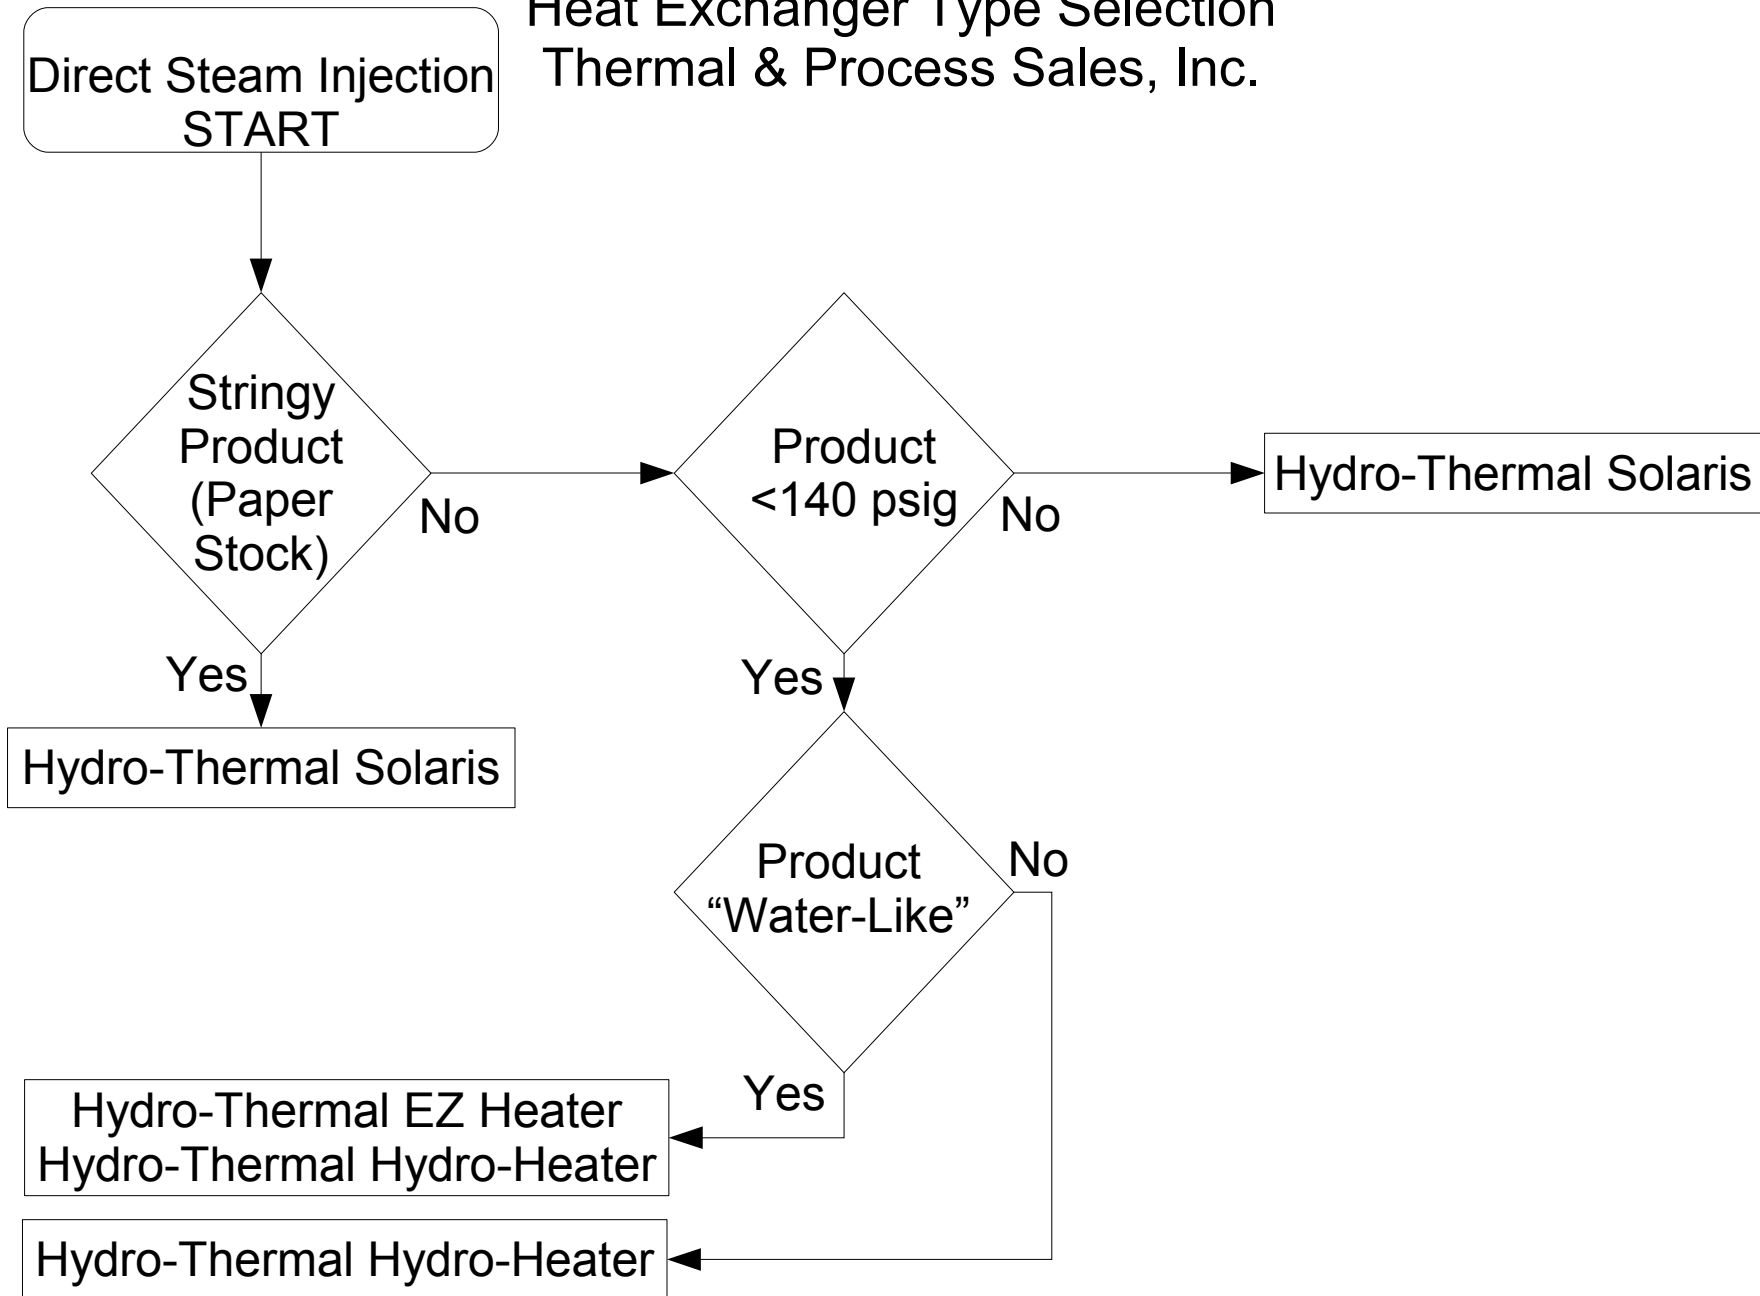 Heat Exchanger Type Selection
Thermal & Process Sales, Inc.
Direct Steam Injection
START
Stringy
Product
(Paper
Stock)
No
Yes
Product
<140 psig
No
Yes
Hydro-Thermal Solaris
Hydro-Thermal Solaris
Product
“Water-Like”
No
Yes
Hydro-Thermal EZ Heater
Hydro-Thermal Hydro-Heater
Hydro-Thermal Hydro-Heater